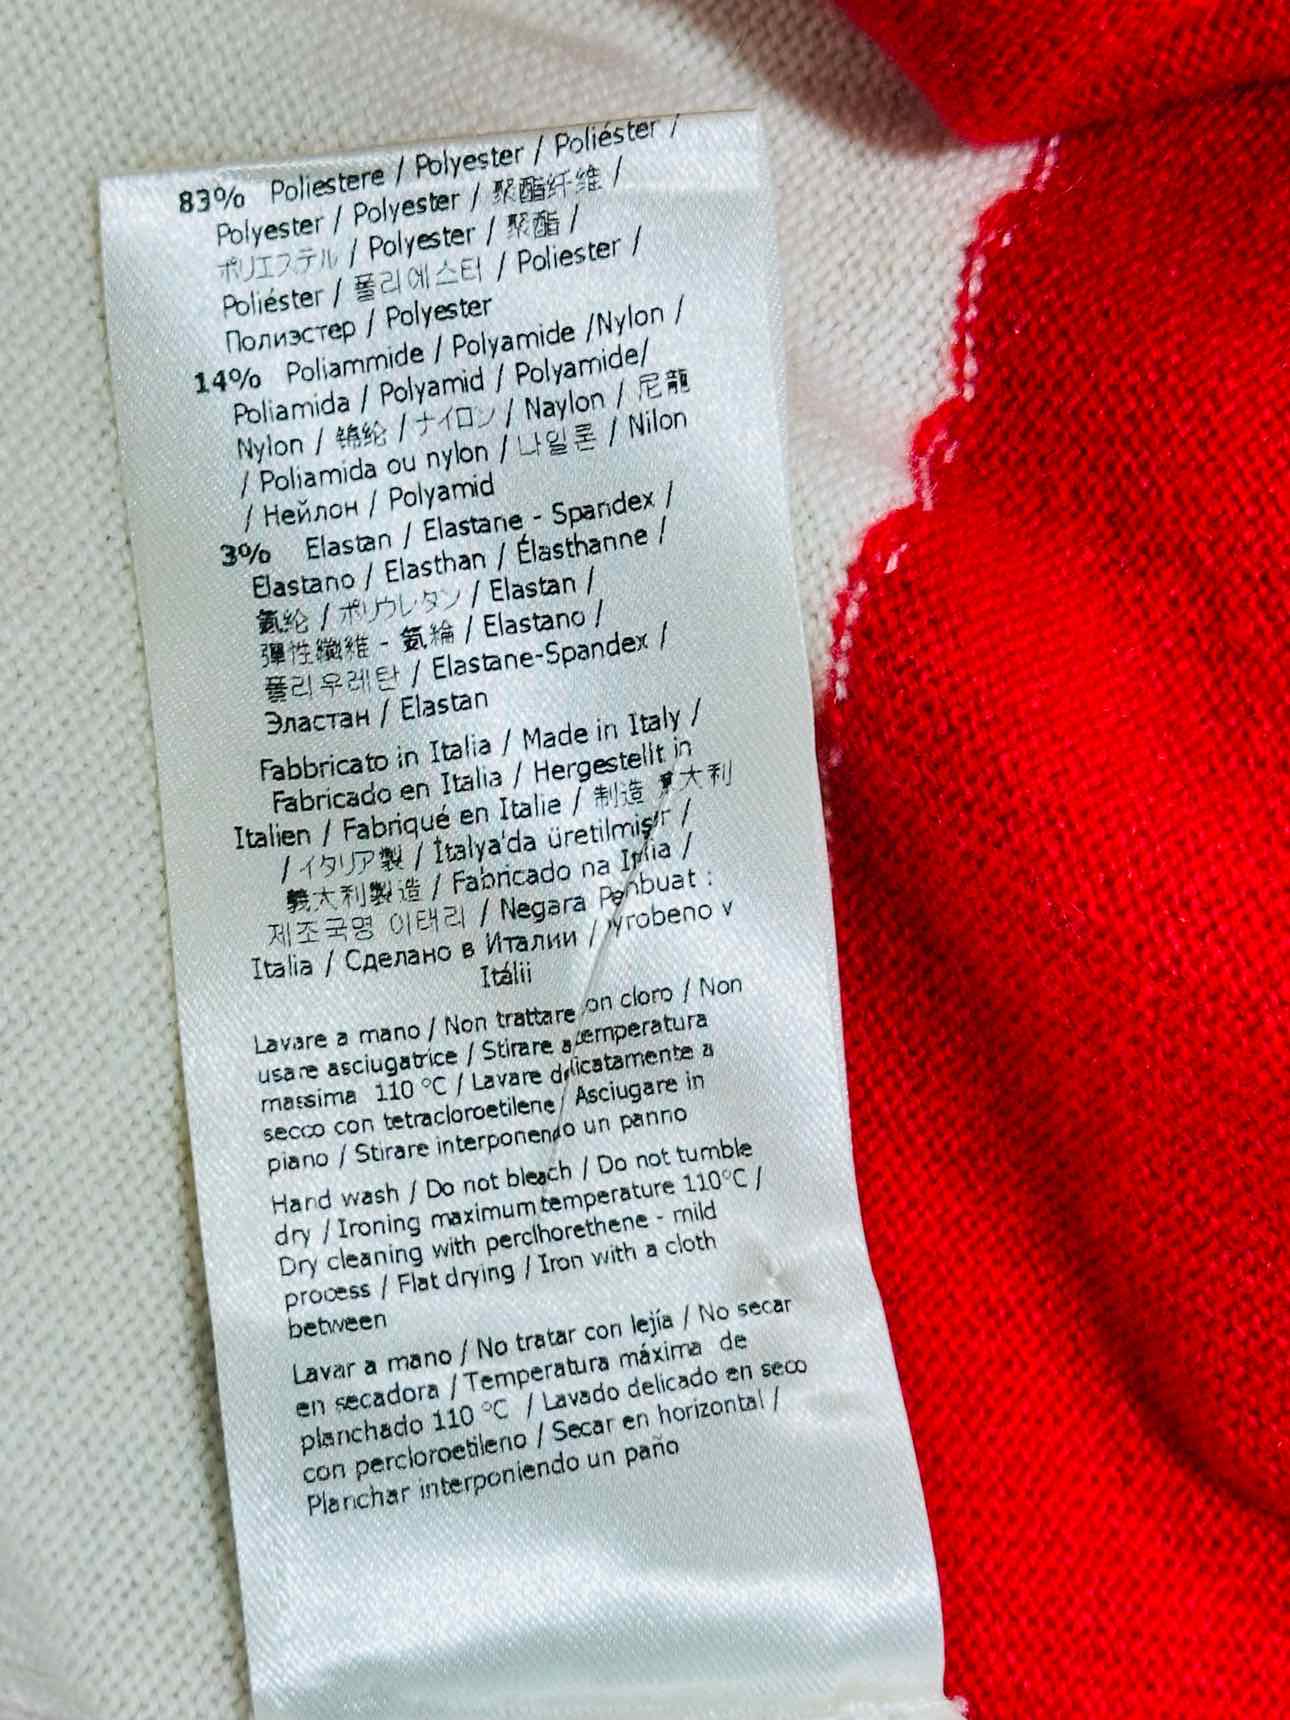 83% Poliestere / Polyester / Poliéster /
Polyester / Polyester / 聚酯纤维 /
ポリエステル / Polyester / 聚酯 /
Poliéster / 폴리에스터 / Poliester /
Полиэстер / Polyester
14% Poliammide / Polyamide /Nylon /
Poliamida / Polyamid / Polyamide/
Nylon / 锦纶 / ナイロン / Naylon / 尼龍
/ Poliamida ou nylon / 나일론 / Nilon
/ Нейлон / Polyamid
3% Elastan / Elastane - Spandex /
Elastano / Elasthan / Élasthanne /
氨纶 / ポリウレタン / Elastan /
彈性纖維 - 氨綸 / Elastano /
폴리우레탄 / Elastane-Spandex /
Эластан / Elastan
Fabbricato in Italia / Made in Italy /
Fabricado en Italia / Hergestellt in
Italien / Fabriqué en Italie / 制造 意大利
/ イタリア製 / İtalya'da üretilmiştir /
義大利製造 / Fabricado na Itália /
제조국명 이태리 / Negara Pembuat :
Italia / Сделано в Италии / Vyrobeno v
Itálii
Lavare a mano / Non trattare con cloro / Non
usare asciugatrice / Stirare a temperatura
massima 110 °C / Lavare delicatamente a
secco con tetracloroetilene / Asciugare in
piano / Stirare interponendo un panno
Hand wash / Do not bleach / Do not tumble
dry / Ironing maximum temperature 110°C /
Dry cleaning with perclhorethene - mild
process / Flat drying / Iron with a cloth
between
Lavar a mano / No tratar con lejía / No secar
en secadora / Temperatura máxima de
planchado 110 °C / Lavado delicado en seco
con percloroetileno / Secar en horizontal /
Planchar interponiendo un paño